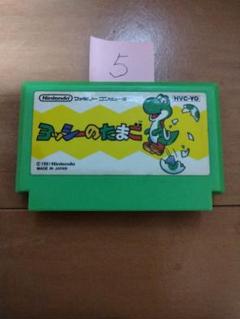 5
Nintendo ファミリー コンピュータ HVC-YO
ヨッシーのたまご
©1991 Nintendo
MADE IN JAPAN